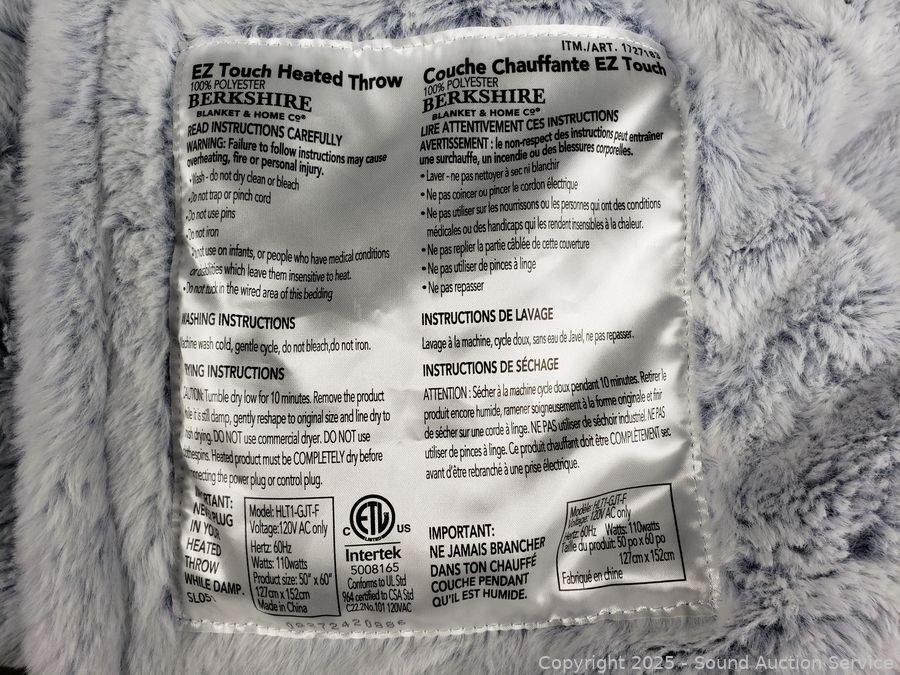 ITM./ART. 1727183
EZ Touch Heated Throw
100% POLYESTER
BERKSHIRE
BLANKET & HOME Cº®
READ INSTRUCTIONS CAREFULLY
WARNING: Failure to follow instructions may cause
overheating, fire or personal injury.
• Wash - do not dry clean or bleach
• Do not trap or pinch cord
• Do not use pins
• Do not iron
not use on infants, or people who have medical conditions
or disabilities which leave them insensitive to heat.
• Do not tuck in the wired area of this bedding
WASHING INSTRUCTIONS
Machine wash cold, gentle cycle, do not bleach,do not iron.
RYING INSTRUCTIONS
CAUTION: Tumble dry low for 10 minutes. Remove the product
while it is still damp, gently reshape to original size and line dry to
drying. DO NOT use commercial dryer. DO NOT use
clothespins. Heated product must be COMPLETELY dry before
connecting the power plug or control plug.
IMPORTANT:
PLUG
IN YOUR
HEATED
THROW
WHILE DAMP.
SL051
Model: HLT1-GJT-F
Voltage:120V AC only
Hertz: 60Hz
Watts: 110watts
Product size: 50" x 60"
127cm x 152cm
Made in China
C ETL US
LISTED
Intertek
5008165
Conforms to UL Std
964 certified to CSA Std
C22.2No.101 120VAC
08272420886
Couche Chauffante EZ Touch
100% POLYESTER
BERKSHIRE
BLANKET & HOME Cº®
LIRE ATTENTIVEMENT CES INSTRUCTIONS
AVERTISSEMENT : le non-respect des instructions peut entraîner
une surchauffe, un incendie ou des blessures corporelles.
• Laver - ne pas nettoyer à sec ni blanchir
• Ne pas coincer ou pincer le cordon électrique
• Ne pas utiliser sur les nourrissons ou les personnes qui ont des conditions
médicales ou des handicaps qui les rendent insensibles à la chaleur.
• Ne pas replier la partie câblée de cette couverture
• Ne pas utiliser de pinces à linge
• Ne pas repasser
INSTRUCTIONS DE LAVAGE
Lavage à la machine, cycle doux, sans eau de Javel, ne pas repasser.
INSTRUCTIONS DE SÉCHAGE
ATTENTION : Sécher à la machine cycle doux pendant 10 minutes. Retirer le
produit encore humide, ramener soigneusement à la forme originale et finir
de sécher sur une corde à linge. NE PAS utiliser de séchoir industriel. NE PAS
utiliser de pinces à linge. Ce produit chauffant doit être COMPLÈTEMENT sec
avant d'être rebranché à une prise électrique.
IMPORTANT:
NE JAMAIS BRANCHER
DANS TON CHAUFFÉ
COUCHE PENDANT
QU'IL EST HUMIDE.
Modèle: HLT1-GJT-F
Voltage: 120V AC only
Hertz: 60Hz Watts: 110watts
Taille du produit: 50 po x 60 po
127cm x 152cm
Fabriqué en chine
Copyright 2025 - Sound Auction Service